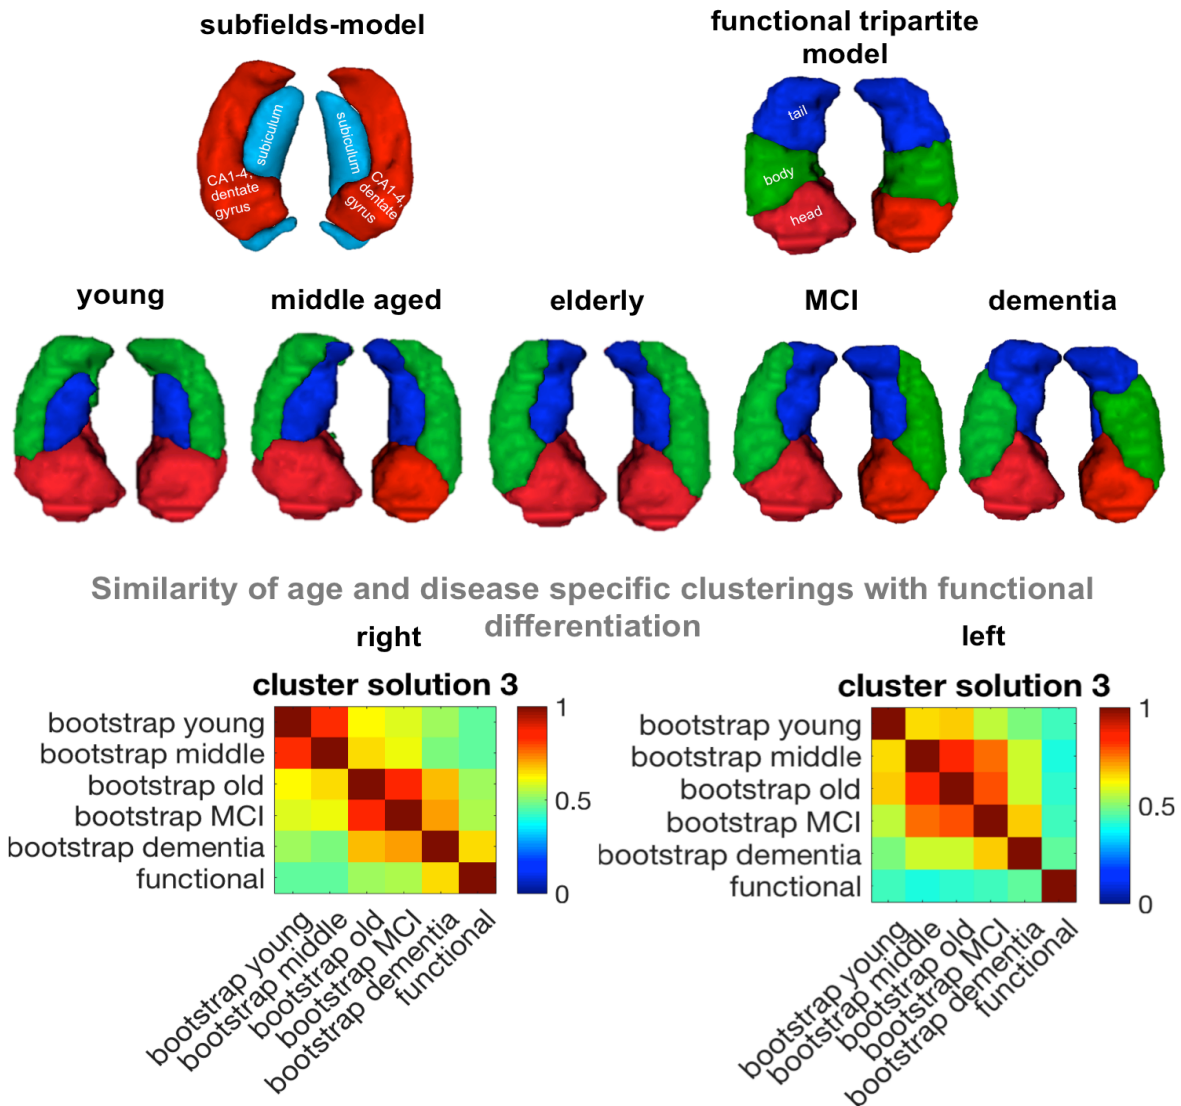 subfields-model
functional tripartite
model
subiculum
subiculum
CA1-4,
dentate
gyrus
CA1-4,
dentate
gyrus
tail
body
head
young
middle aged
elderly
MCI
dementia
Similarity of age and disease specific clusterings with functional
differentiation
right
left
cluster solution 3
bootstrap young
bootstrap middle
bootstrap old
bootstrap MCI
bootstrap dementia
functional
1
0.5
0
bootstrap young
bootstrap middle
bootstrap old
bootstrap MCI
bootstrap dementia
functional
cluster solution 3
bootstrap young
bootstrap middle
bootstrap old
bootstrap MCI
bootstrap dementia
functional
1
0.5
0
bootstrap young
bootstrap middle
bootstrap old
bootstrap MCI
bootstrap dementia
functional